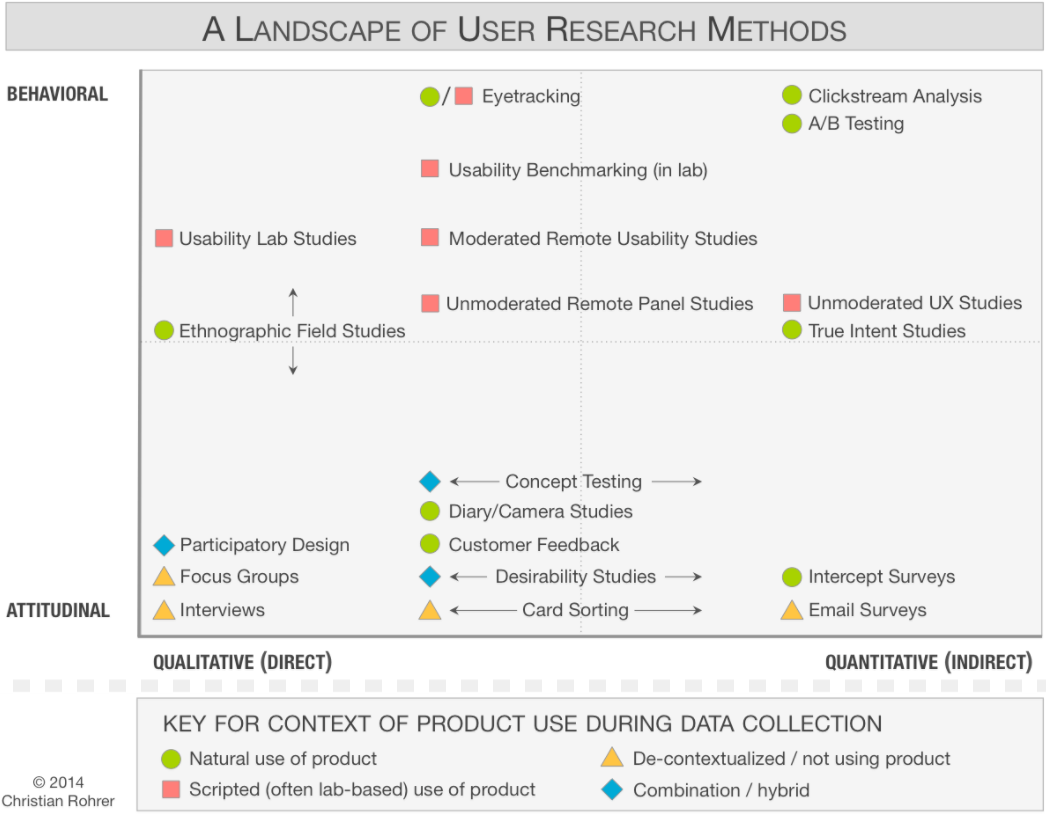 A Landscape of User Research Methods
BEHAVIORAL
/ Eyetracking
Clickstream Analysis
A/B Testing
Usability Benchmarking (in lab)
Usability Lab Studies
Moderated Remote Usability Studies
Unmoderated Remote Panel Studies
Unmoderated UX Studies
Ethnographic Field Studies
True Intent Studies
Concept Testing
Diary/Camera Studies
Participatory Design
Customer Feedback
Focus Groups
Desirability Studies
Intercept Surveys
ATTITUDINAL
Interviews
Card Sorting
Email Surveys
QUALITATIVE (DIRECT)
QUANTITATIVE (INDIRECT)
KEY FOR CONTEXT OF PRODUCT USE DURING DATA COLLECTION
Natural use of product
De-contextualized / not using product
Scripted (often lab-based) use of product
Combination / hybrid
© 2014
Christian Rohrer